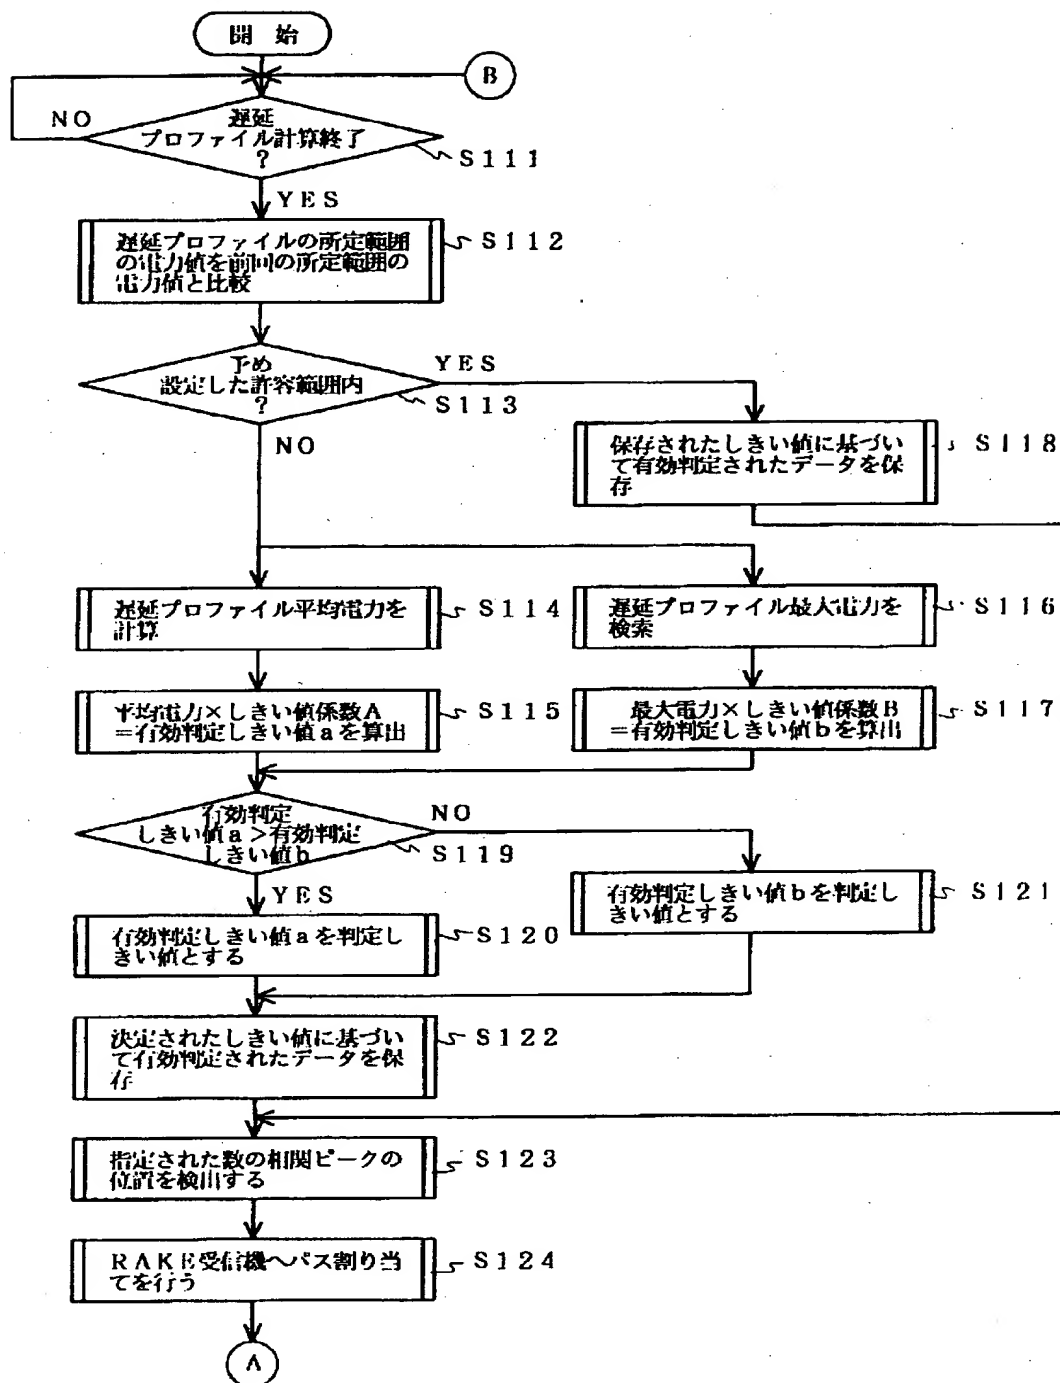 開 始
B
NO
遅延
プロファイル計算終了
?
S111
YES
遅延プロファイルの所定範囲
の電力値を前回の所定範囲の
電力値と比較
S112
予め
設定した許容範囲内
?
YES
S113
NO
保存されたしきい値に基づい
て有効判定されたデータを保
存
S118
遅延プロファイル平均電力を
計算
S114
遅延プロファイル最大電力を
検索
S116
平均電力×しきい値係数A
=有効判定しきい値aを算出
S115
最大電力×しきい値係数B
=有効判定しきい値bを算出
S117
有効判定
しきい値a>有効判定
しきい値b
NO
S119
YES
有効判定しきい値bを判定し
きい値とする
S121
有効判定しきい値aを判定し
きい値とする
S120
決定されたしきい値に基づい
て有効判定されたデータを保
存
S122
指定された数の相関ピークの
位置を検出する
S123
RAKE受信機へパス割り当
てを行う
S124
A